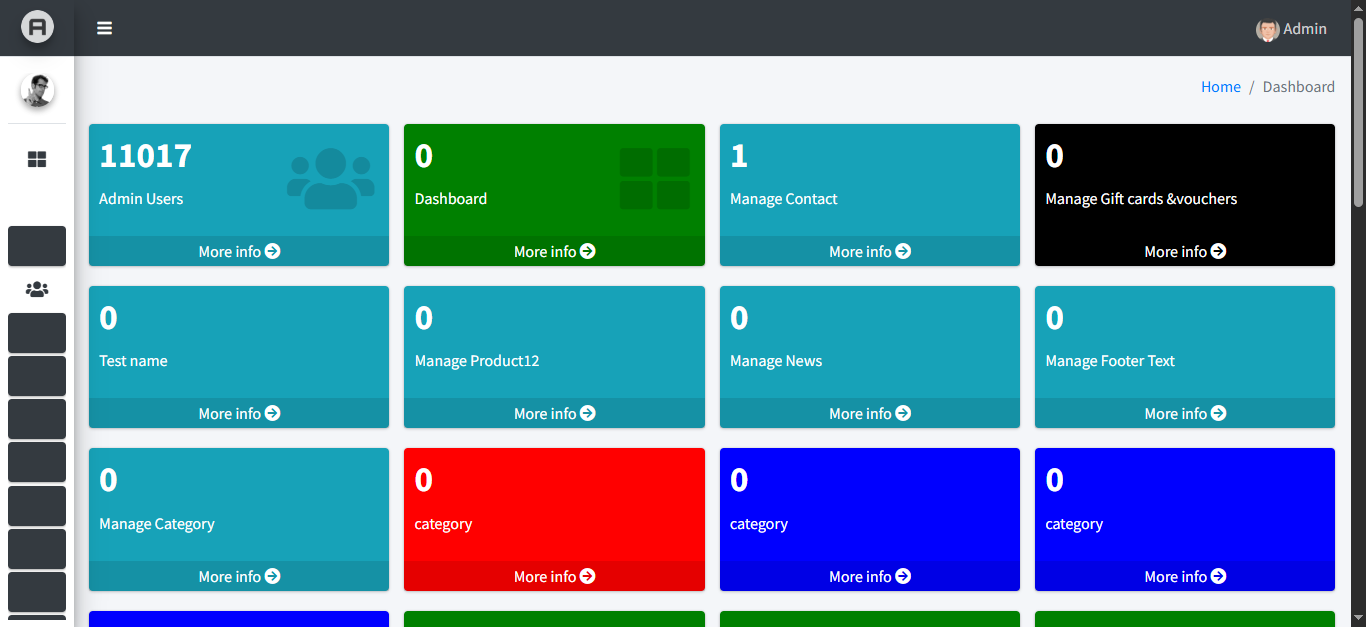 A
Admin
Home / Dashboard
11017
Admin Users
More info
0
Dashboard
More info
1
Manage Contact
More info
0
Manage Gift cards &vouchers
More info
0
Test name
More info
0
Manage Product12
More info
0
Manage News
More info
0
Manage Footer Text
More info
0
Manage Category
More info
0
category
More info
0
category
More info
0
category
More info